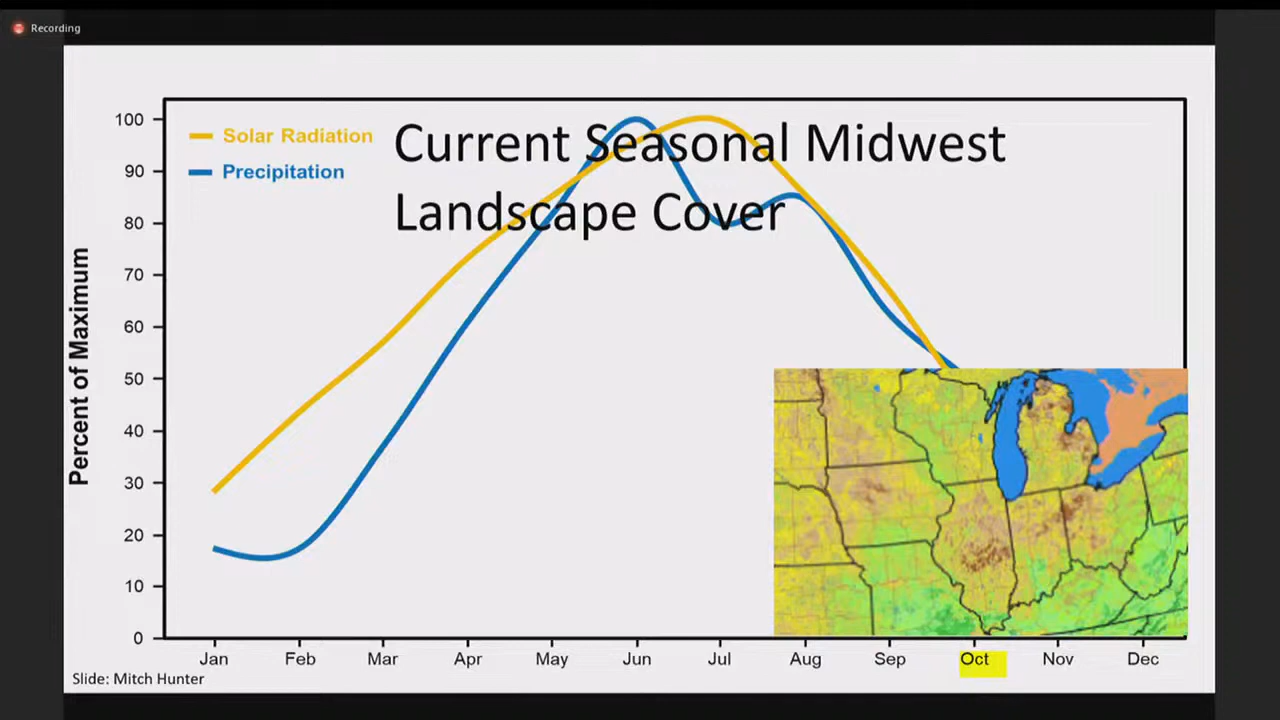 Recording
Current Seasonal Midwest
Landscape Cover
Solar Radiation
Precipitation
Percent of Maximum
100
90
80
70
60
50
40
30
20
10
0
Jan Feb Mar Apr May Jun Jul Aug Sep Oct Nov Dec
Slide: Mitch Hunter